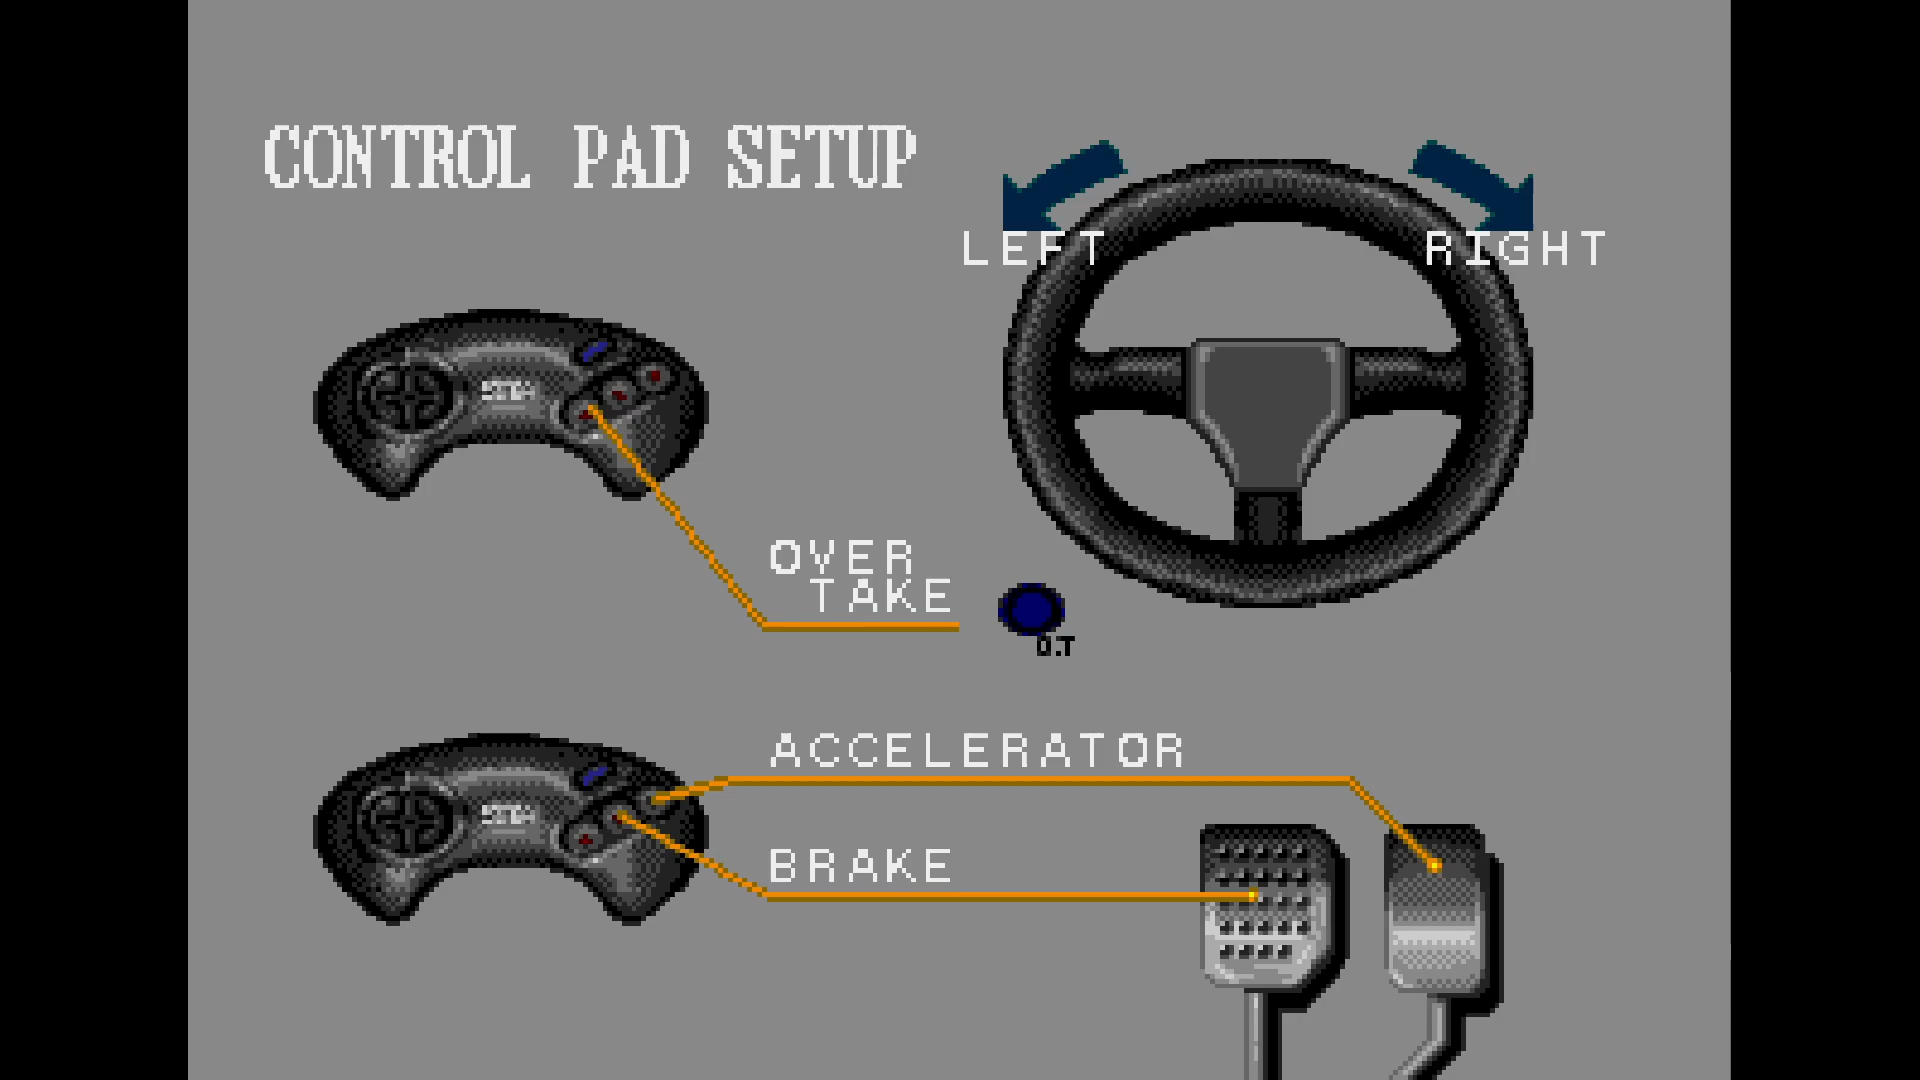 CONTROL PAD SETUP
LEFT
RIGHT
SEGA
OVER
TAKE
O.T
ACCELERATOR
SEGA
BRAKE